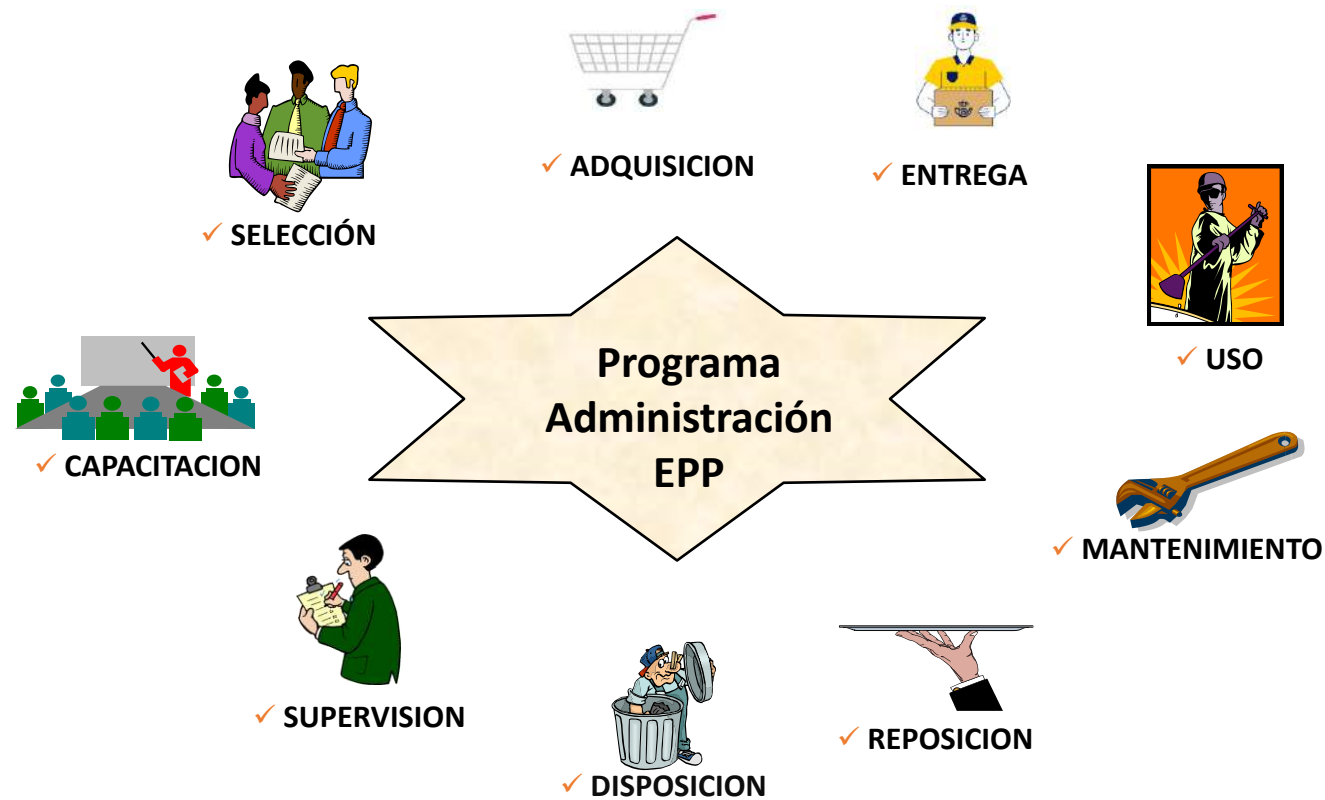 ✓ ADQUISICION
✓ ENTREGA
✓ SELECCIÓN
✓ USO
Programa
Administración
EPP
✓ CAPACITACION
✓ MANTENIMIENTO
✓ SUPERVISION
✓ REPOSICION
✓ DISPOSICION